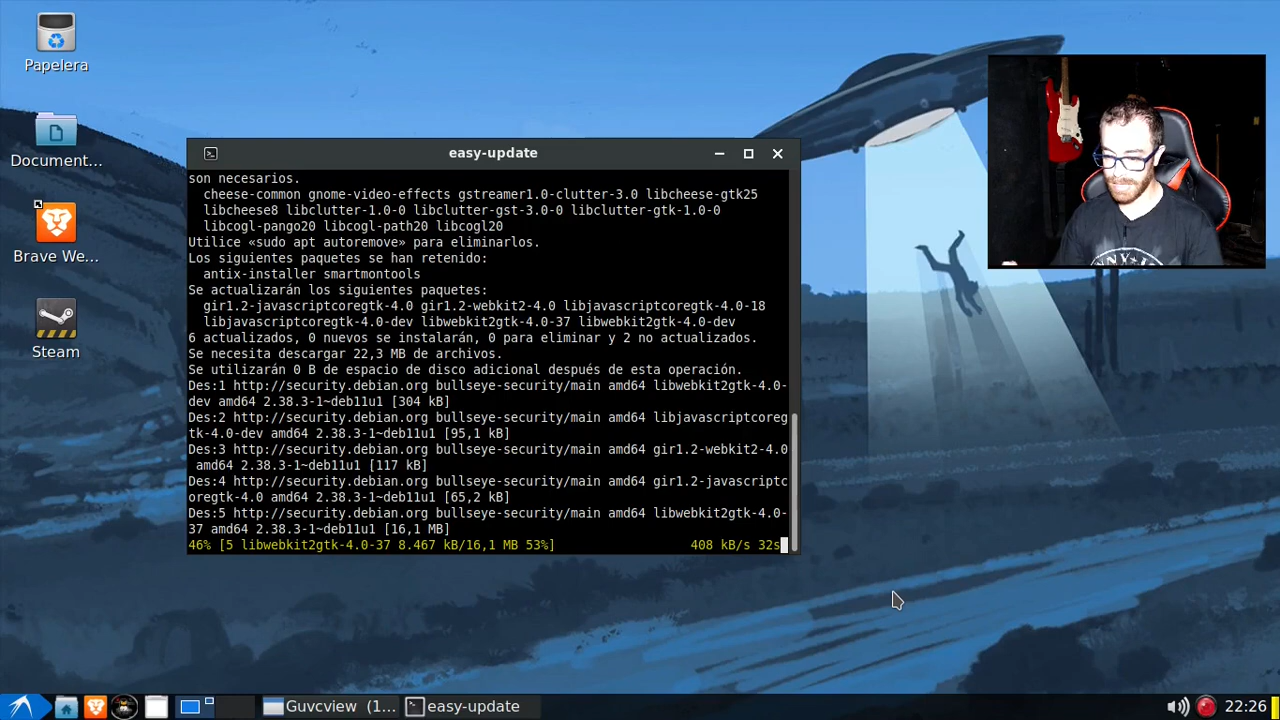 Papelera
Document...
Brave We...
Steam
easy-update
son necesarios.
cheese-common gnome-video-effects gstreamer1.0-clutter-3.0 libcheese-gtk25
libcheese8 libclutter-1.0-0 libclutter-gst-3.0-0 libclutter-gtk-1.0-0
libcogl-pango20 libcogl-path20 libcogl20
Utilice «sudo apt autoremove» para eliminarlos.
Los siguientes paquetes se han retenido:
antix-installer smartmontools
Se actualizarán los siguientes paquetes:
gir1.2-javascriptcoregtk-4.0 gir1.2-webkit2-4.0 libjavascriptcoregtk-4.0-18
libjavascriptcoregtk-4.0-dev libwebkit2gtk-4.0-37 libwebkit2gtk-4.0-dev
6 actualizados, 0 nuevos se instalarán, 0 para eliminar y 2 no actualizados.
Se necesita descargar 22,3 MB de archivos.
Se utilizarán 0 B de espacio de disco adicional después de esta operación.
Des:1 http://security.debian.org bullseye-security/main amd64 libwebkit2gtk-4.0-
dev amd64 2.38.3-1~deb11u1 [304 kB]
Des:2 http://security.debian.org bullseye-security/main amd64 libjavascriptcoreg
tk-4.0-dev amd64 2.38.3-1~deb11u1 [95,1 kB]
Des:3 http://security.debian.org bullseye-security/main amd64 gir1.2-webkit2-4.0
amd64 2.38.3-1~deb11u1 [117 kB]
Des:4 http://security.debian.org bullseye-security/main amd64 gir1.2-javascriptc
oregtk-4.0 amd64 2.38.3-1~deb11u1 [65,2 kB]
Des:5 http://security.debian.org bullseye-security/main amd64 libwebkit2gtk-4.0-
37 amd64 2.38.3-1~deb11u1 [16,1 MB]
46% [5 libwebkit2gtk-4.0-37 8.467 kB/16,1 MB 53%] 408 kB/s 32s
Guvcview (1... easy-update 22:26